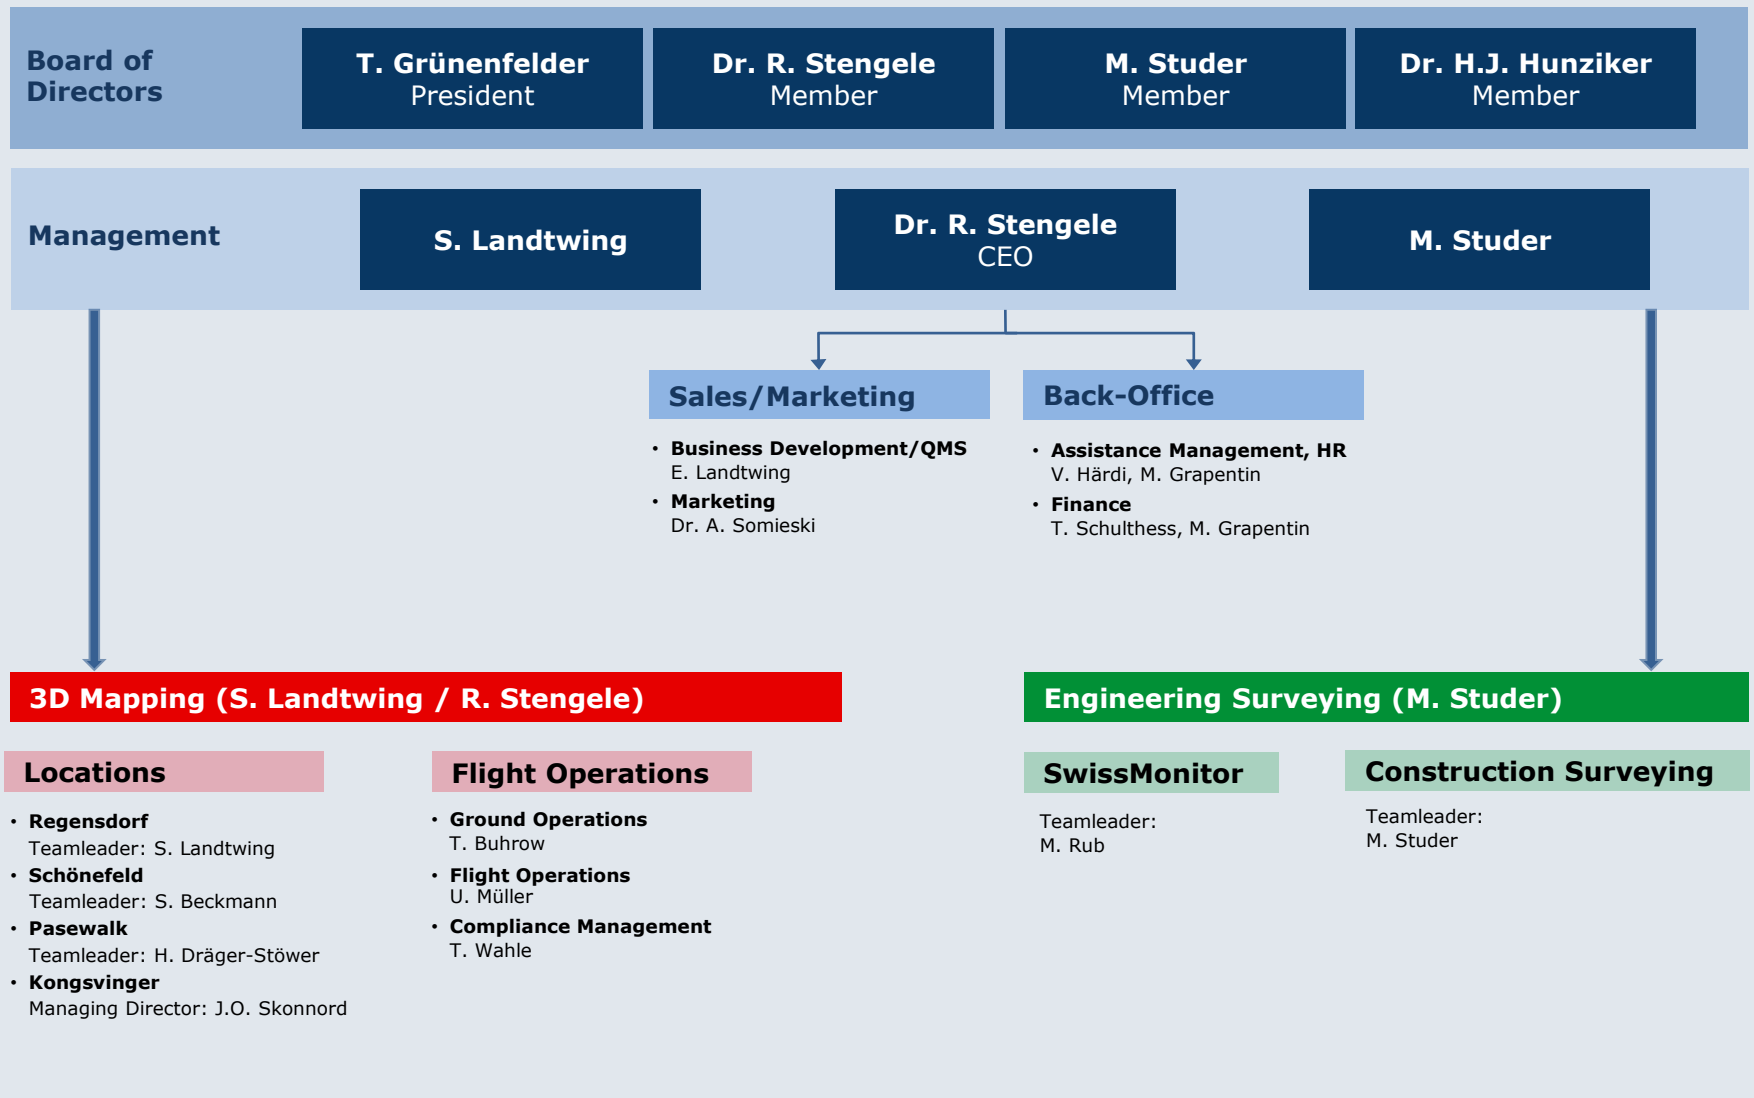 Board of
Directors
T. Grünenfelder
President
Dr. R. Stengele
Member
M. Studer
Member
Dr. H.J. Hunziker
Member
Management
S. Landtwing
Dr. R. Stengele
CEO
M. Studer
Sales/Marketing
• Business Development/QMS
E. Landtwing
• Marketing
Dr. A. Somieski
Back-Office
• Assistance Management, HR
V. Härdi, M. Grapentin
• Finance
T. Schulthess, M. Grapentin
3D Mapping (S. Landtwing / R. Stengele)
Locations
• Regensdorf
Teamleader: S. Landtwing
• Schönefeld
Teamleader: S. Beckmann
• Pasewalk
Teamleader: H. Dräger-Stöwer
• Kongsvinger
Managing Director: J.O. Skonnord
Flight Operations
• Ground Operations
T. Buhrow
• Flight Operations
U. Müller
• Compliance Management
T. Wahle
Engineering Surveying (M. Studer)
SwissMonitor
Teamleader:
M. Rub
Construction Surveying
Teamleader:
M. Studer